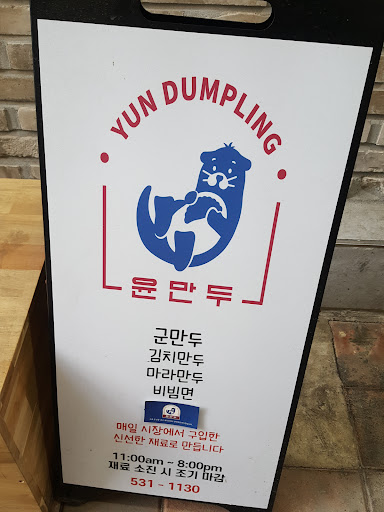 YUN DUMPLING
윤만두
군만두
김치만두
마라만두
비빔면
매일 시장에서 구입한
신선한 재료로 만듭니다
11:00am ~ 8:00pm
재료 소진 시 조기 마감
531 - 1130